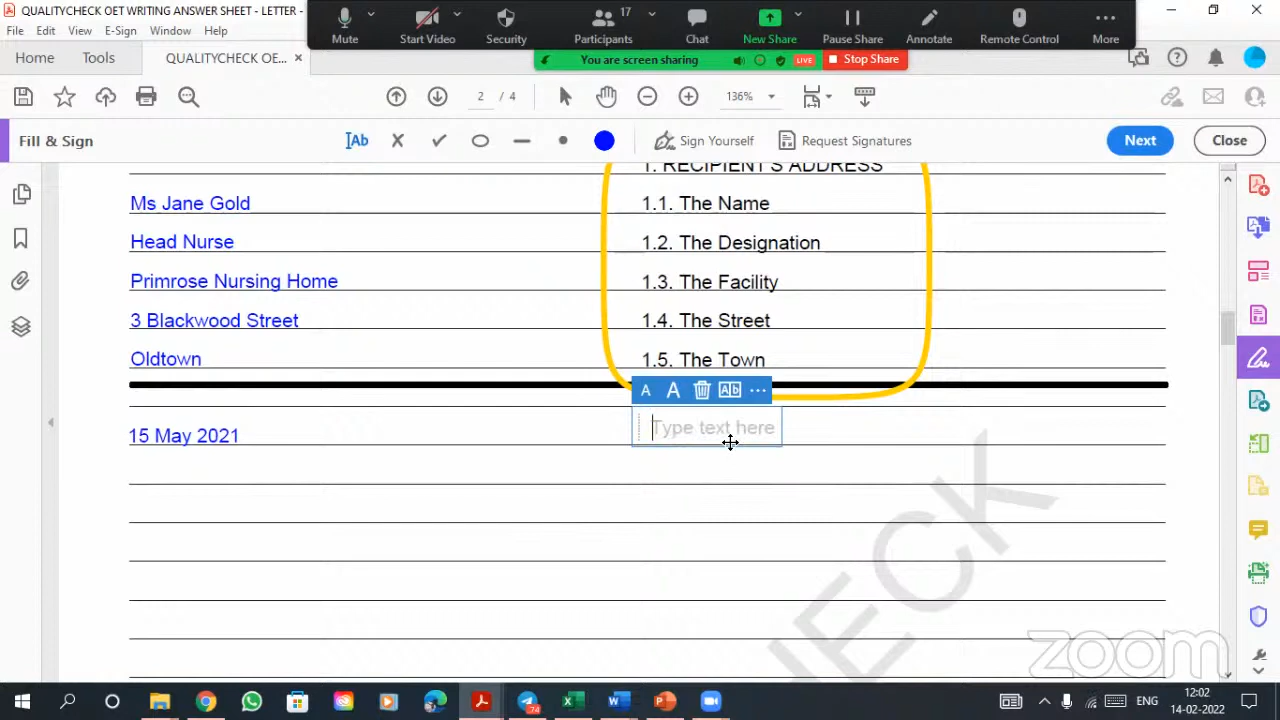 QUALITYCHECK OET WRITING ANSWER SHEET - LETTER -
File Edit View E-Sign Window Help
Mute Start Video Security Participants 17 Chat New Share Pause Share Annotate Remote Control More
You are screen sharing LIVE Stop Share
Home Tools QUALITYCHECK OE... ×
2 / 4 136%
Fill & Sign Ab Sign Yourself Request Signatures Next Close
1. RECIPIENT'S ADDRESS
Ms Jane Gold 1.1. The Name
Head Nurse 1.2. The Designation
Primrose Nursing Home 1.3. The Facility
3 Blackwood Street 1.4. The Street
Oldtown 1.5. The Town
A A Ab ...
15 May 2021 Type text here
HECK
zoom
74 ENG 12:02
14-02-2022